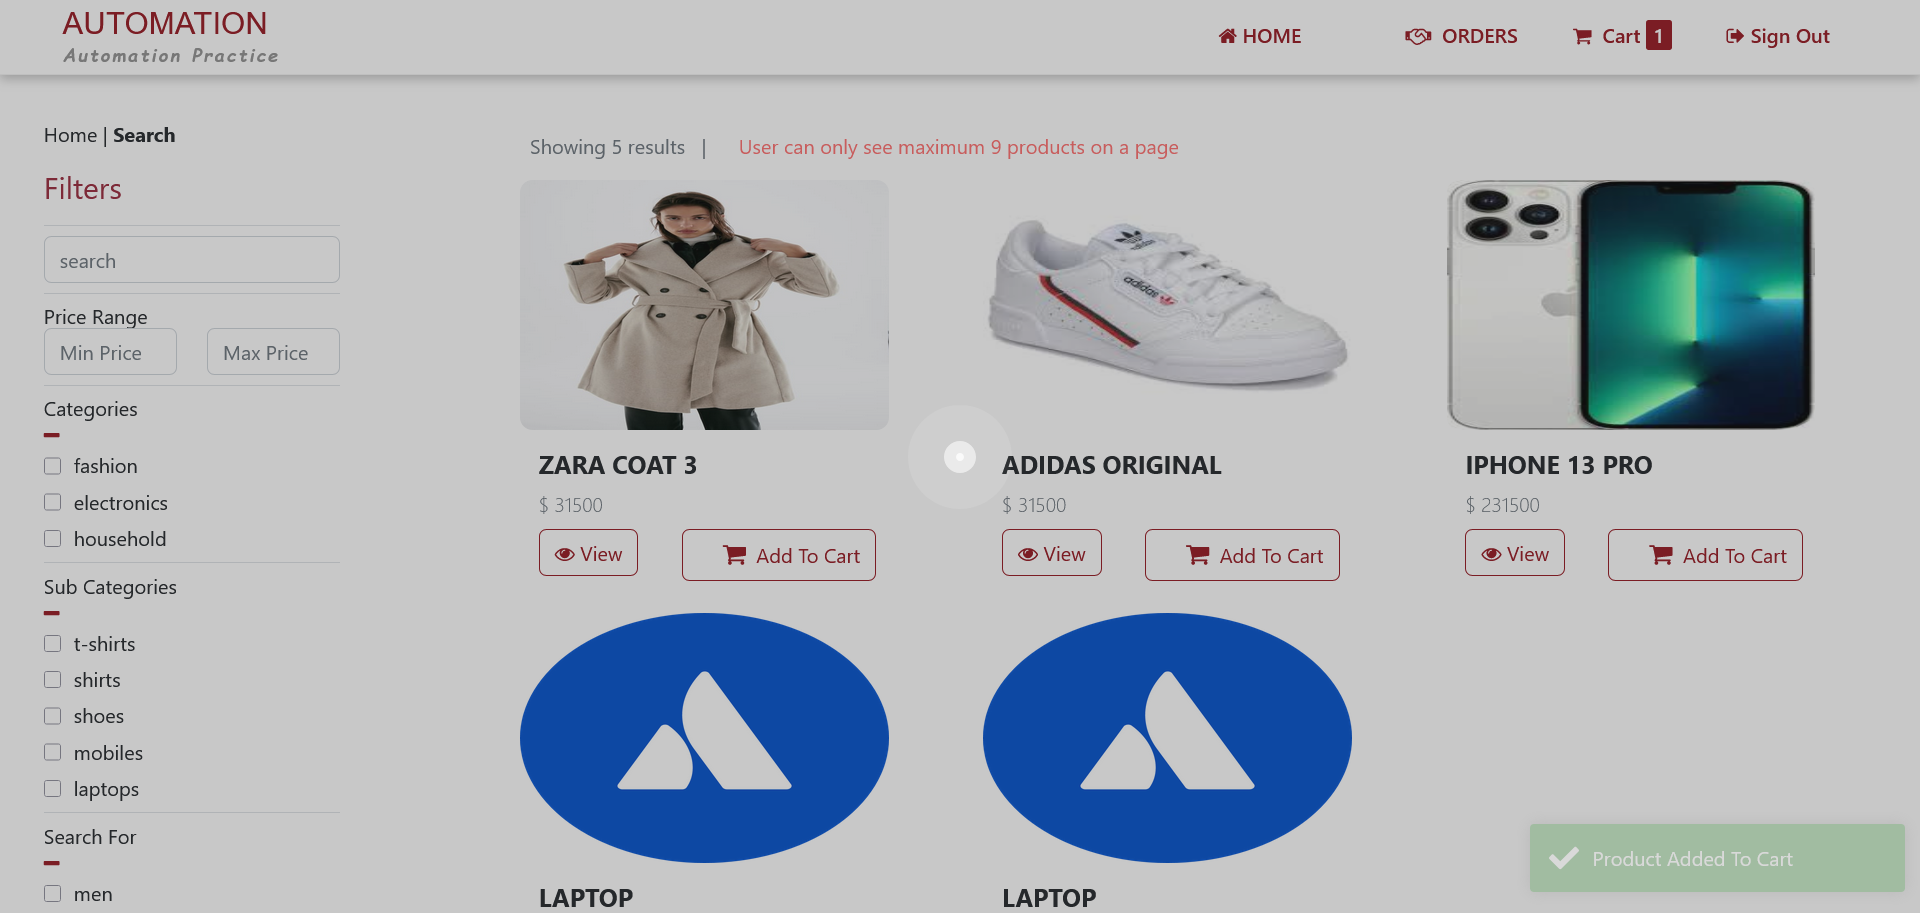 AUTOMATION
Automation Practice
HOME
ORDERS
Cart 1
Sign Out
Home | Search
Filters
search
Price Range
Min Price
Max Price
Categories
fashion
electronics
household
Sub Categories
t-shirts
shirts
shoes
mobiles
laptops
Search For
men
Showing 5 results |
User can only see maximum 9 products on a page
ZARA COAT 3
$ 31500
View
Add To Cart
adidas
adidas
ADIDAS ORIGINAL
$ 31500
View
Add To Cart
IPHONE 13 PRO
$ 231500
View
Add To Cart
LAPTOP
LAPTOP
Product Added To Cart